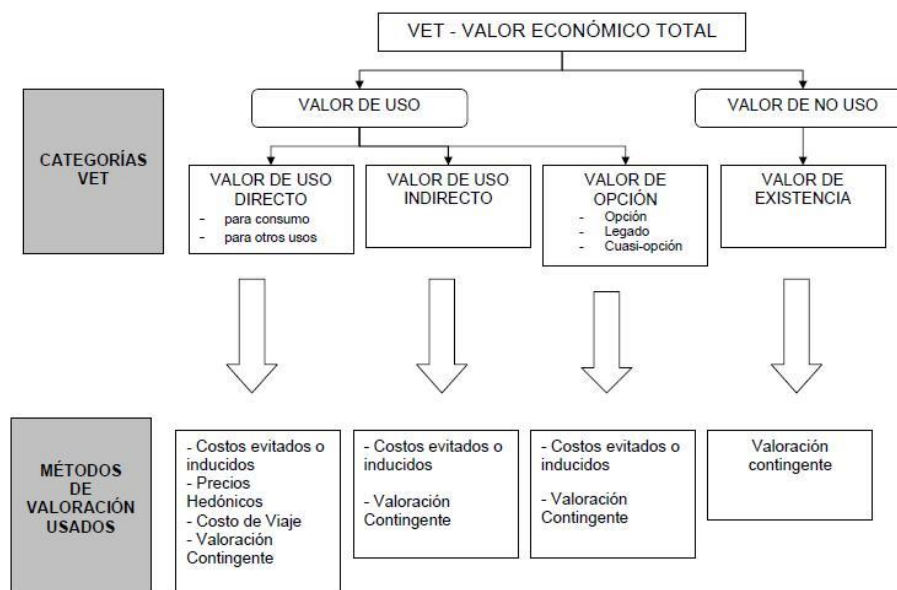 VET - VALOR ECONÓMICO TOTAL
VALOR DE USO
VALOR DE NO USO
CATEGORÍAS
VET
VALOR DE USO
DIRECTO
- para consumo
- para otros usos
VALOR DE USO
INDIRECTO
VALOR DE
OPCIÓN
- Opción
- Legado
- Cuasi-opción
VALOR DE
EXISTENCIA
MÉTODOS
DE
VALORACIÓN
USADOS
- Costos evitados o
inducidos
- Precios
Hedónicos
- Costo de Viaje
- Valoración
Contingente
- Costos evitados o
inducidos
- Valoración
Contingente
- Costos evitados o
inducidos
- Valoración
Contingente
Valoración
contingente